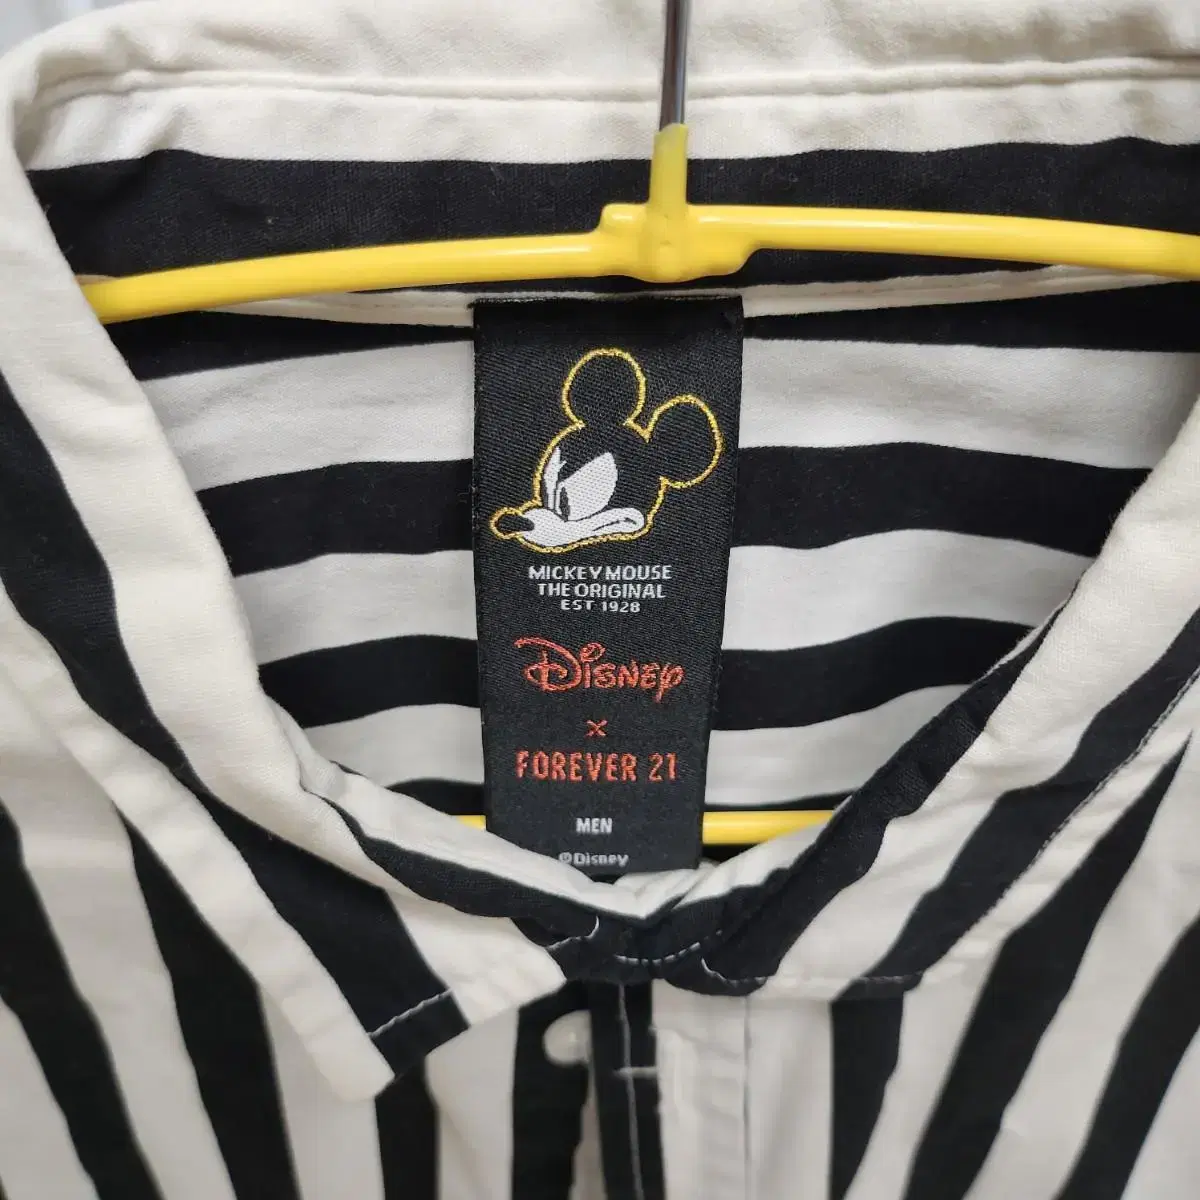 MICKEY MOUSE
THE ORIGINAL
EST 1928
Disney
x
FOREVER 21
MEN
©Disney